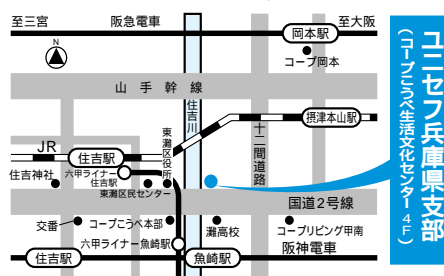 至三宮
阪急電車
至大阪
岡本駅
コープ岡本
N
山手幹線
住吉川
東灘区役所
十二間道路
摂津本山駅
JR
住吉駅
六甲ライナー
住吉駅
住吉神社
東灘区民センター
国道2号線
交番
コープこうべ本部
灘高校
コープリビング甲南
六甲ライナー魚崎駅
阪神電車
住吉駅
魚崎駅
ユニセフ兵庫県支部
(コープこうべ生活文化センター4F)